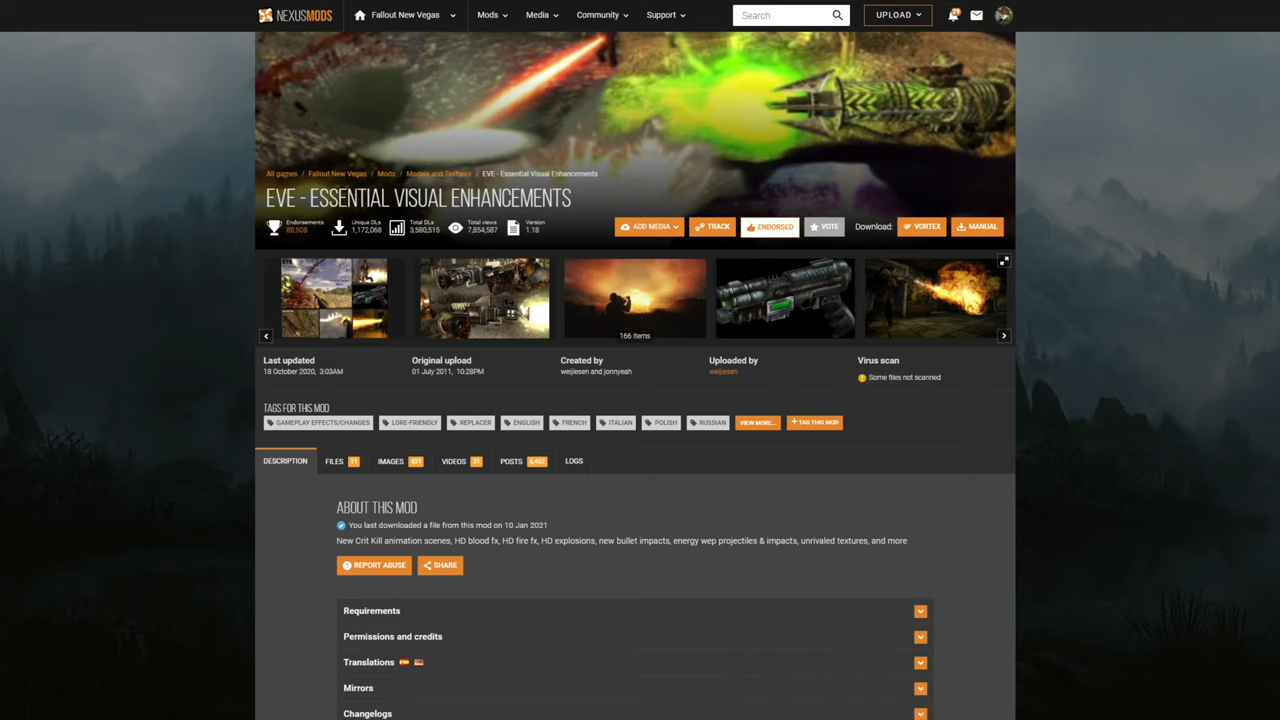 NEXUSMODS
Fallout New Vegas
Mods
Media
Community
Support
Search
UPLOAD
All games / Fallout New Vegas / Mods / Models and Textures / EVE - Essential Visual Enhancements
EVE - ESSENTIAL VISUAL ENHANCEMENTS
Endorsements
88,508
Unique DLs
1,172,068
Total DLs
3,580,515
Total views
7,854,587
Version
1.18
ADD MEDIA
TRACK
ENDORSED
VOTE
Download:
VORTEX
MANUAL
166 items
Last updated
18 October 2020, 3:03AM
Original upload
01 July 2011, 10:28PM
Created by
weijiesen and jonnyeah
Uploaded by
weijiesen
Virus scan
Some files not scanned
TAGS FOR THIS MOD
GAMEPLAY EFFECTS/CHANGES
LORE-FRIENDLY
REPLACER
ENGLISH
FRENCH
ITALIAN
POLISH
RUSSIAN
VIEW MORE...
+ TAG THIS MOD
DESCRIPTION
FILES 11
IMAGES 431
VIDEOS 31
POSTS 5,462
LOGS
ABOUT THIS MOD
You last downloaded a file from this mod on 10 Jan 2021
New Crit Kill animation scenes, HD blood fx, HD fire fx, HD explosions, new bullet impacts, energy wep projectiles & impacts, unrivaled textures, and more
REPORT ABUSE
SHARE
Requirements
Permissions and credits
Translations
Mirrors
Changelogs